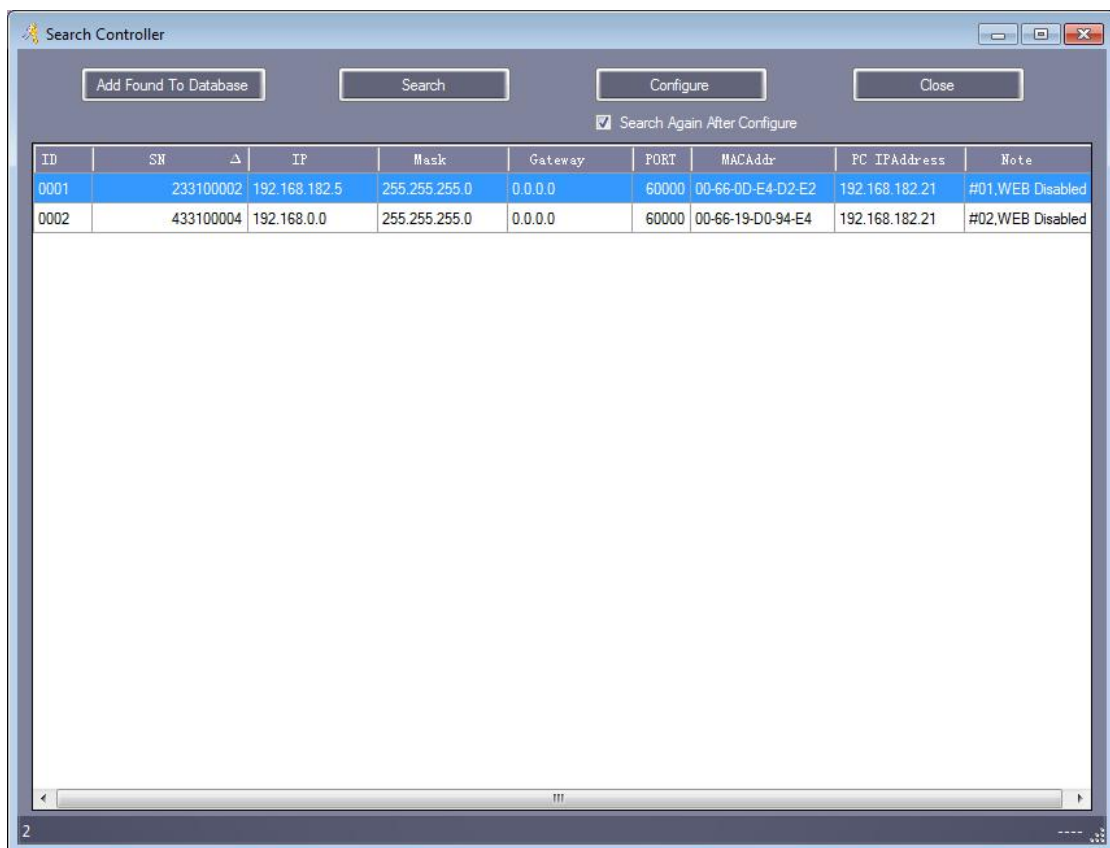 Search Controller
Add Found To Database Search Configure Close
Search Again After Configure
ID SN Δ IP Mask Gateway PORT MACAddr PC IPAddress Note
0001 233100002 192.168.182.5 255.255.255.0 0.0.0.0 60000 00-66-0D-E4-D2-E2 192.168.182.21 #01,WEB Disabled
0002 433100004 192.168.0.0 255.255.255.0 0.0.0.0 60000 00-66-19-D0-94-E4 192.168.182.21 #02,WEB Disabled
2 ----